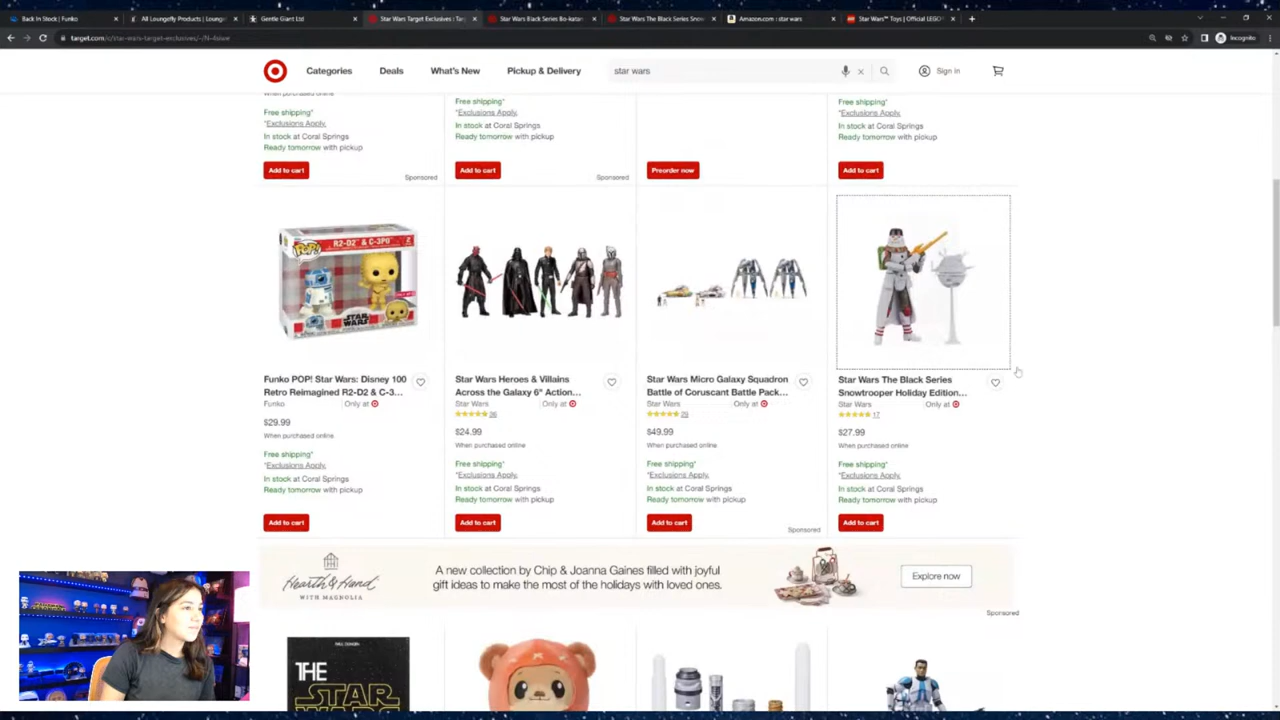 Back In Stock | Funko
All Loungefly Products | Loung
Gentle Giant Ltd
Star Wars Target Exclusives : Tar
Star Wars Black Series Bo-katan
Star Wars The Black Series Snow
Amazon.com : star wars
Star Wars™ Toys | Official LEGO
target.com/c/star-wars-target-exclusives/-/N-
Incognito
Categories
Deals
What's New
Pickup & Delivery
star wars
Sign in
When purchased online
Free shipping*
*Exclusions Apply.
In stock at Coral Springs
Ready tomorrow with pickup
Add to cart
Sponsored
Free shipping*
*Exclusions Apply.
In stock at Coral Springs
Ready tomorrow with pickup
Add to cart
Sponsored
Preorder now
Free shipping*
*Exclusions Apply.
In stock at Coral Springs
Ready tomorrow with pickup
Add to cart
POP!
R2-D2™ & C-3PO™
STAR
WARS
Funko POP! Star Wars: Disney 100
Retro Reimagined R2-D2 & C-3...
Funko
Only at
$29.99
When purchased online
Free shipping*
*Exclusions Apply.
In stock at Coral Springs
Ready tomorrow with pickup
Add to cart
Star Wars Heroes & Villains
Across the Galaxy 6" Action...
Star Wars
Only at
36
$24.99
When purchased online
Free shipping*
*Exclusions Apply.
In stock at Coral Springs
Ready tomorrow with pickup
Add to cart
Star Wars Micro Galaxy Squadron
Battle of Coruscant Battle Pack...
Star Wars
Only at
$49.99
When purchased online
Free shipping*
*Exclusions Apply.
In stock at Coral Springs
Ready tomorrow with pickup
Add to cart
Sponsored
Star Wars The Black Series
Snowtrooper Holiday Edition...
Star Wars
Only at
17
$27.99
When purchased online
Free shipping*
*Exclusions Apply.
In stock at Coral Springs
Ready tomorrow with pickup
Add to cart
Hearth & Hand
WITH MAGNOLIA
A new collection by Chip & Joanna Gaines filled with joyful
gift ideas to make the most of the holidays with loved ones.
Explore now
Sponsored
THE
STAR